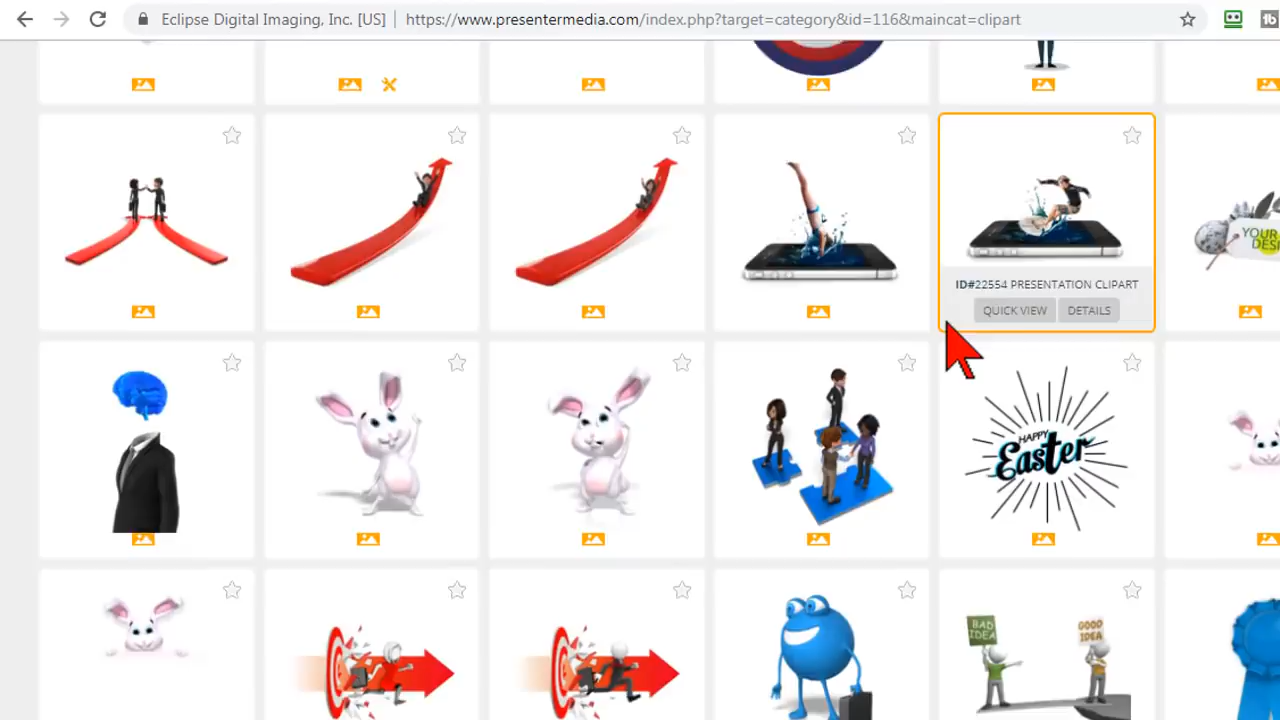 Eclipse Digital Imaging, Inc. [US]
https://www.presentermedia.com/index.php?target=category&id=116&maincat=clipart
1b
ID#22554 PRESENTATION CLIPART
QUICK VIEW
DETAILS
HAPPY
Easter
BAD
IDEA
GOOD
IDEA